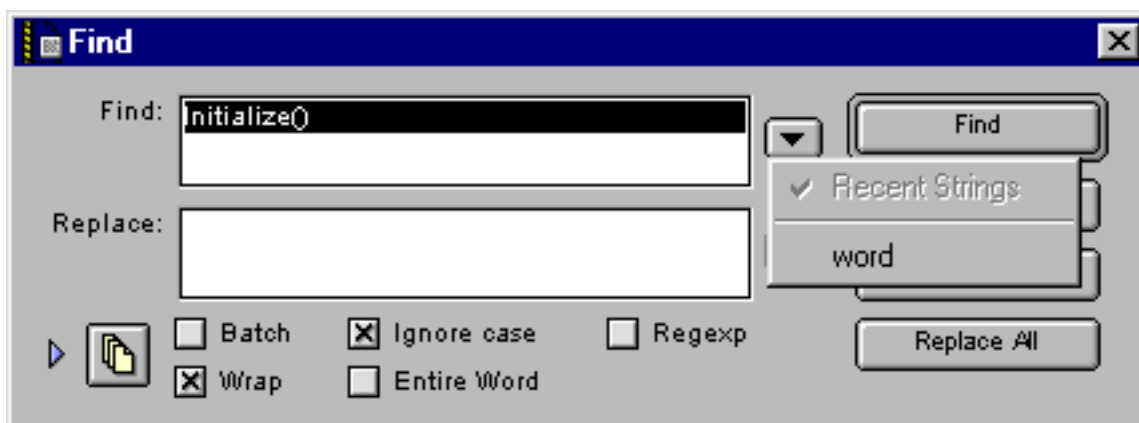 Find
Find:
Initialize()
Find
Recent Strings
Replace:
word
Batch
Ignore case
Regexp
Replace All
Wrap
Entire Word